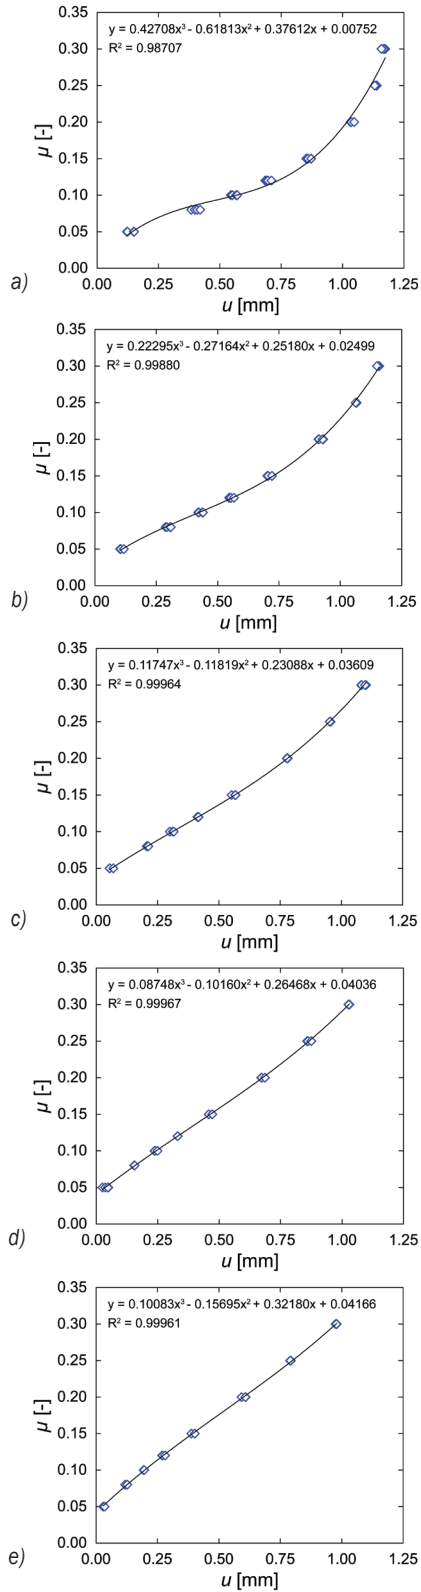 0.35
y = 0.42708x³ - 0.61813x² + 0.37612x + 0.00752
R² = 0.98707
0.30
0.25
0.20
μ [-]
0.15
0.10
0.05
0.00
0.00 0.25 0.50 0.75 1.00 1.25
a)
u [mm]
0.35
y = 0.22295x³ - 0.27164x² + 0.25180x + 0.02499
R² = 0.99880
0.30
0.25
0.20
μ [-]
0.15
0.10
0.05
0.00
0.00 0.25 0.50 0.75 1.00 1.25
b)
u [mm]
0.35
y = 0.11747x³ - 0.11819x² + 0.23088x + 0.03609
R² = 0.99964
0.30
0.25
0.20
μ [-]
0.15
0.10
0.05
0.00
0.00 0.25 0.50 0.75 1.00 1.25
c)
u [mm]
0.35
y = 0.08748x³ - 0.10160x² + 0.26468x + 0.04036
R² = 0.99967
0.30
0.25
0.20
μ [-]
0.15
0.10
0.05
0.00
0.00 0.25 0.50 0.75 1.00 1.25
d)
u [mm]
0.35
y = 0.10083x³ - 0.15695x² + 0.32180x + 0.04166
R² = 0.99961
0.30
0.25
0.20
μ [-]
0.15
0.10
0.05
0.00
0.00 0.25 0.50 0.75 1.00 1.25
e)
u [mm]